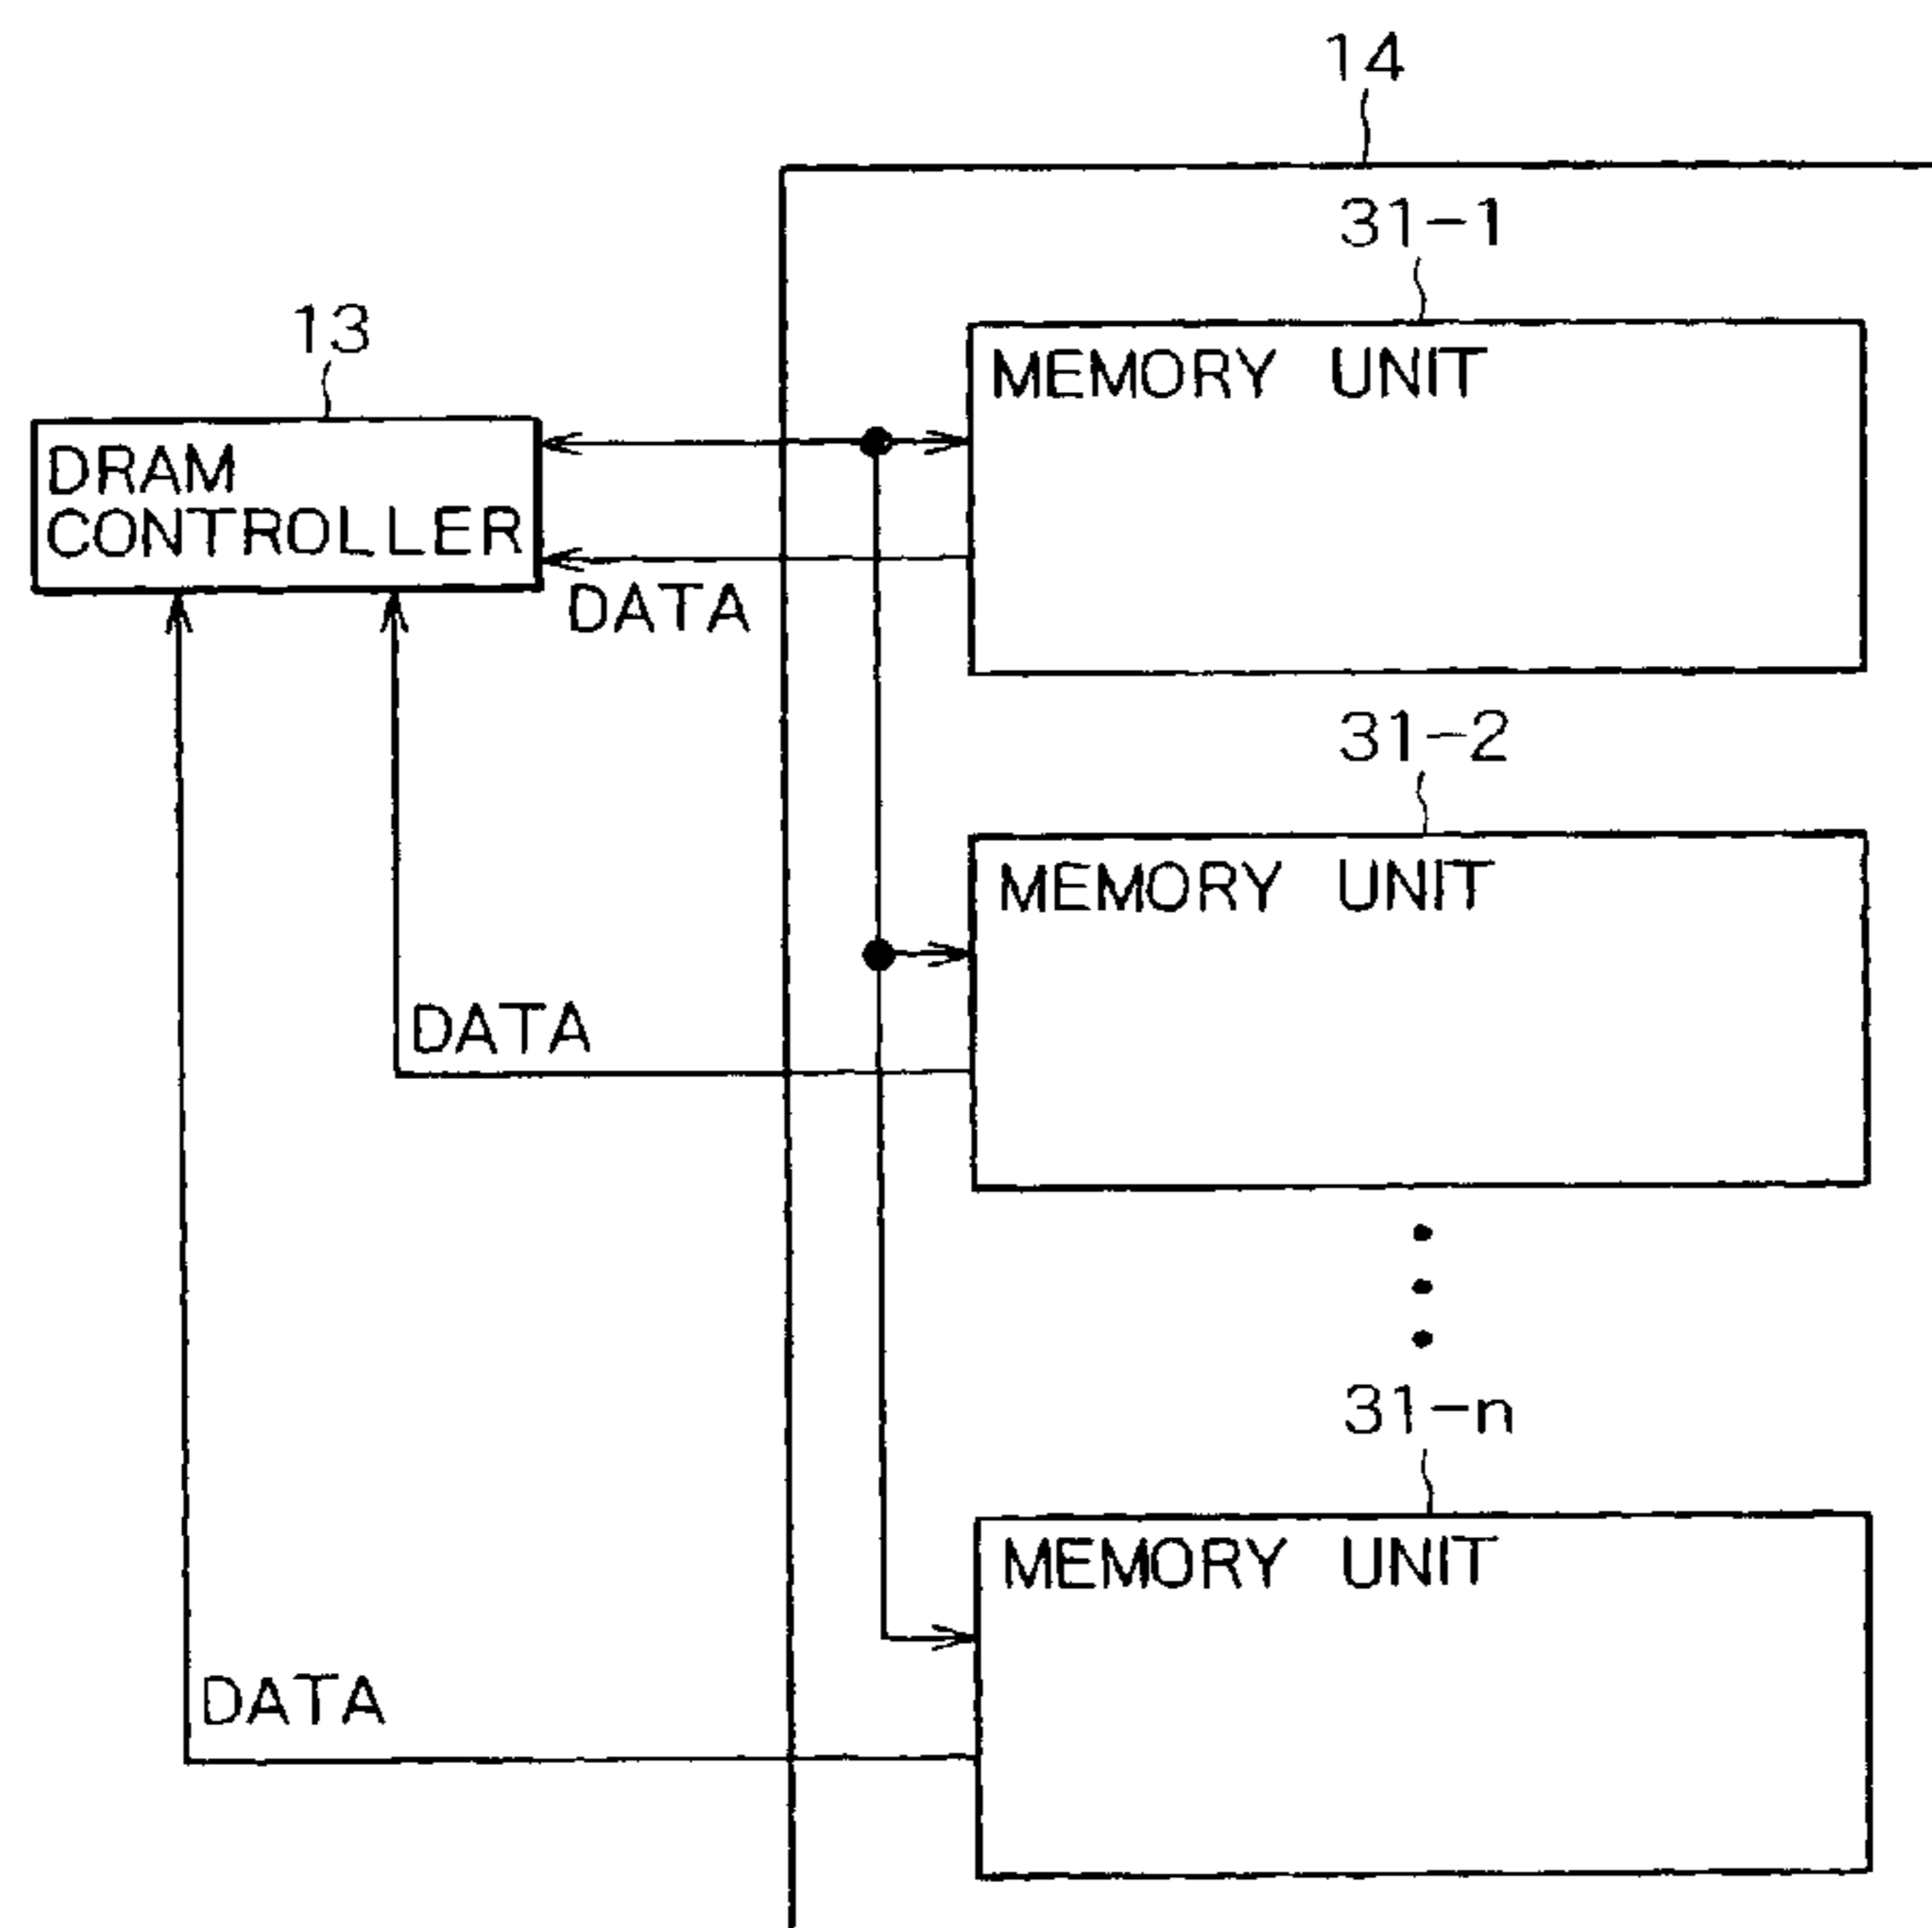 14
31-1
13
MEMORY UNIT
DRAM
CONTROLLER
DATA
31-2
MEMORY UNIT
DATA
31-n
MEMORY UNIT
DATA